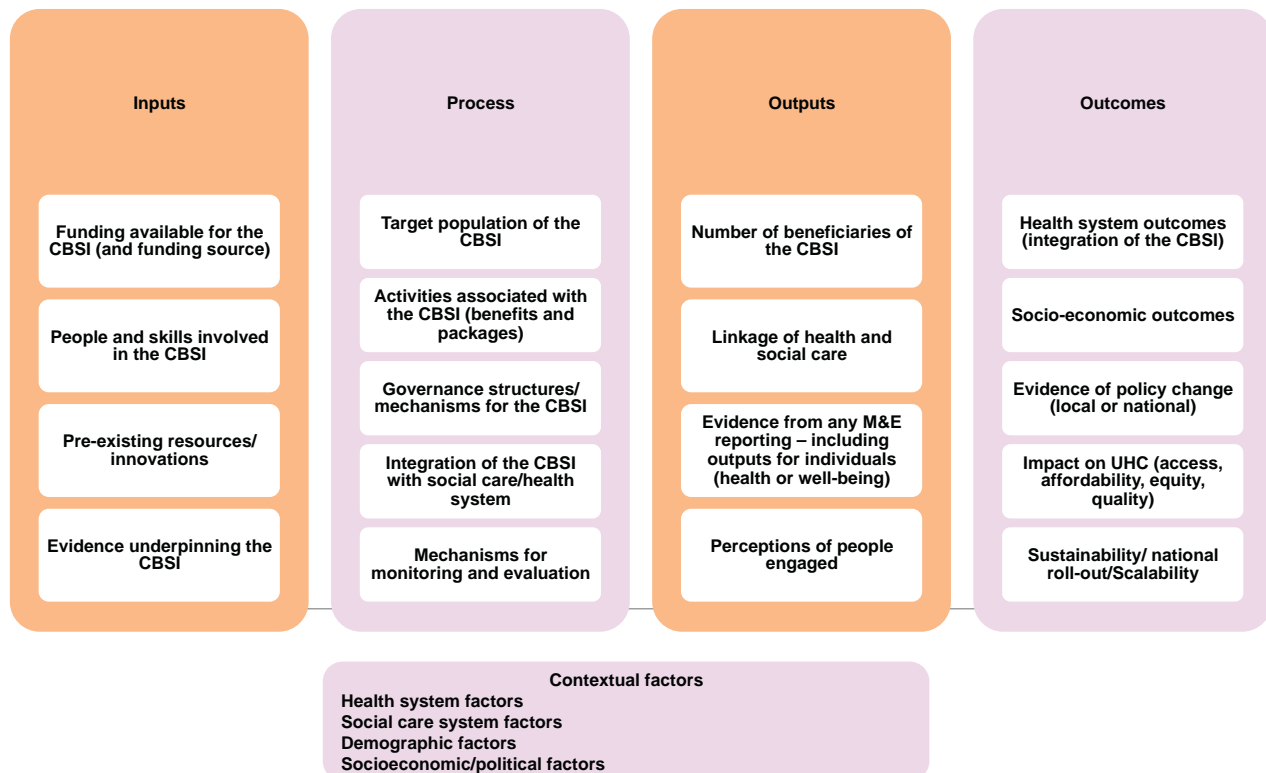 Inputs
Funding available for the
CBSI (and funding source)
People and skills involved
in the CBSI
Pre-existing resources/
innovations
Evidence underpinning the
CBSI
Process
Target population of the
CBSI
Activities associated with
the CBSI (benefits and
packages)
Governance structures/
mechanisms for the CBSI
Integration of the CBSI
with social care/health
system
Mechanisms for
monitoring and evaluation
Outputs
Number of beneficiaries of
the CBSI
Linkage of health and
social care
Evidence from any M&E
reporting – including
outputs for individuals
(health or well-being)
Perceptions of people
engaged
Outcomes
Health system outcomes
(integration of the CBSI)
Socio-economic outcomes
Evidence of policy change
(local or national)
Impact on UHC (access,
affordability, equity,
quality)
Sustainability/ national
roll-out/Scalability
Contextual factors
Health system factors
Social care system factors
Demographic factors
Socioeconomic/political factors